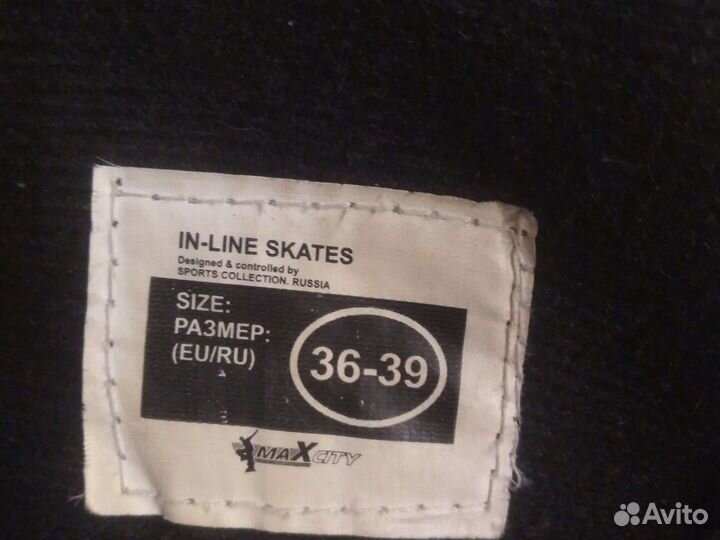 IN-LINE SKATES
Designed & controlled by
SPORTS COLLECTION. RUSSIA
SIZE:
РАЗМЕР:
(EU/RU)
36-39
MAXCITY
Avito